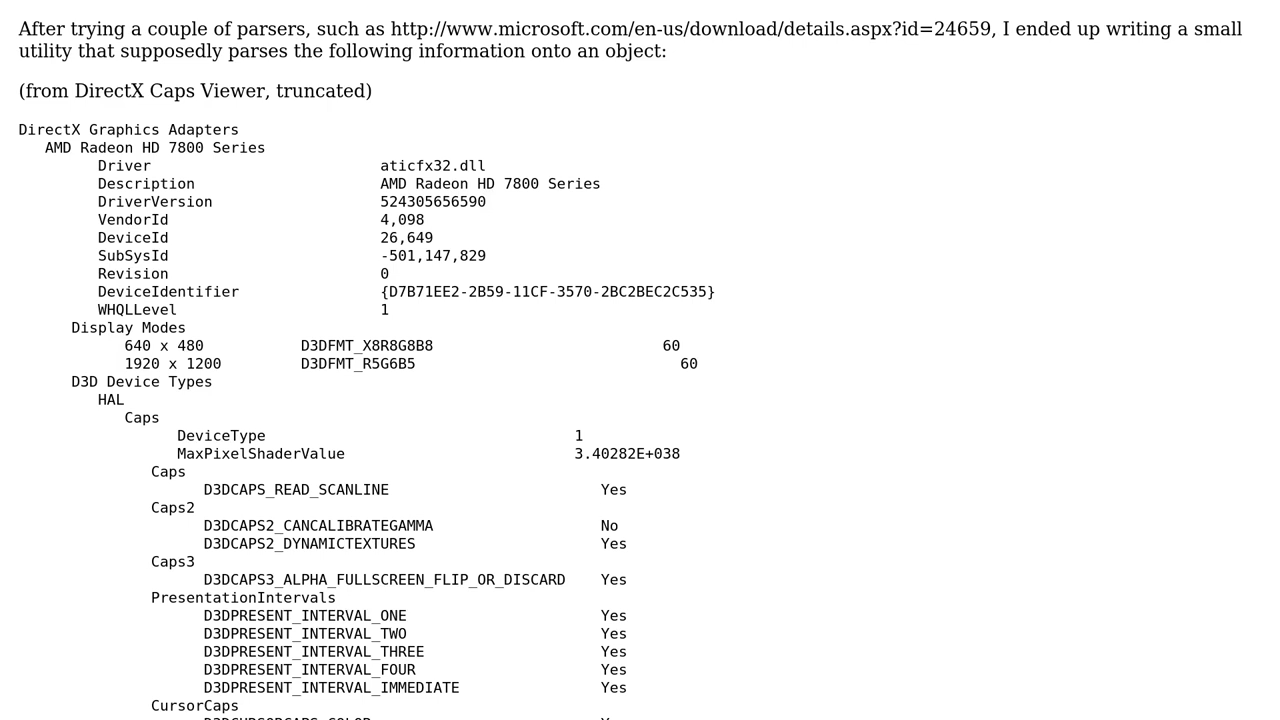 After trying a couple of parsers, such as http://www.microsoft.com/en-us/download/details.aspx?id=24659, I ended up writing a small
utility that supposedly parses the following information onto an object:
(from DirectX Caps Viewer, truncated)
DirectX Graphics Adapters
AMD Radeon HD 7800 Series
Driver aticfx32.dll
Description AMD Radeon HD 7800 Series
DriverVersion 524305656590
VendorId 4,098
DeviceId 26,649
SubSysId -501,147,829
Revision 0
DeviceIdentifier {D7B71EE2-2B59-11CF-3570-2BC2BEC2C535}
WHQLLevel 1
Display Modes
640 x 480 D3DFMT_X8R8G8B8 60
1920 x 1200 D3DFMT_R5G6B5 60
D3D Device Types
HAL
Caps
DeviceType 1
MaxPixelShaderValue 3.40282E+038
Caps
D3DCAPS_READ_SCANLINE Yes
Caps2
D3DCAPS2_CANCALIBRATEGAMMA No
D3DCAPS2_DYNAMICTEXTURES Yes
Caps3
D3DCAPS3_ALPHA_FULLSCREEN_FLIP_OR_DISCARD Yes
PresentationIntervals
D3DPRESENT_INTERVAL_ONE Yes
D3DPRESENT_INTERVAL_TWO Yes
D3DPRESENT_INTERVAL_THREE Yes
D3DPRESENT_INTERVAL_FOUR Yes
D3DPRESENT_INTERVAL_IMMEDIATE Yes
CursorCaps